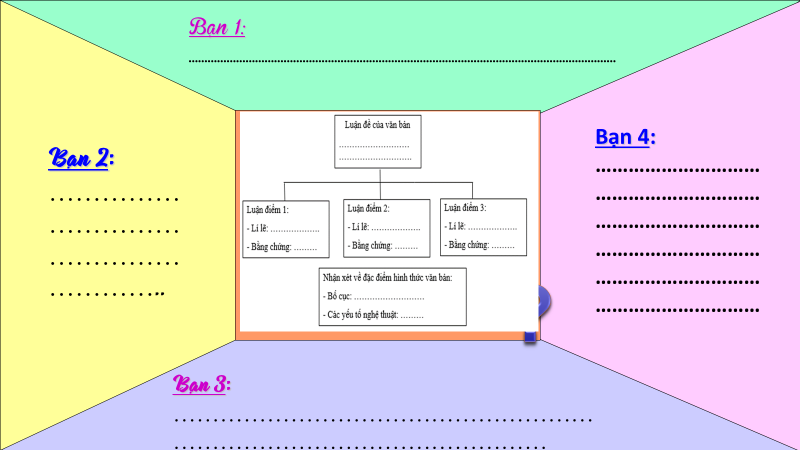 Bạn 1:
........................................................................................................................
Luận đề của văn bản
............................
............................
Bạn 2:
...............
...............
...............
...............
Bạn 4:
..............................
..............................
..............................
..............................
..............................
..............................
Luận điểm 1:
- Lí lẽ: ...................
- Bằng chứng: .........
Luận điểm 2:
- Lí lẽ: ...................
- Bằng chứng: .........
Luận điểm 3:
- Lí lẽ: ...................
- Bằng chứng: .........
Nhận xét về đặc điểm hình thức văn bản:
- Bố cục: ...........................
- Các yếu tố nghệ thuật: .........
Bạn 3:
......................................................
................................................